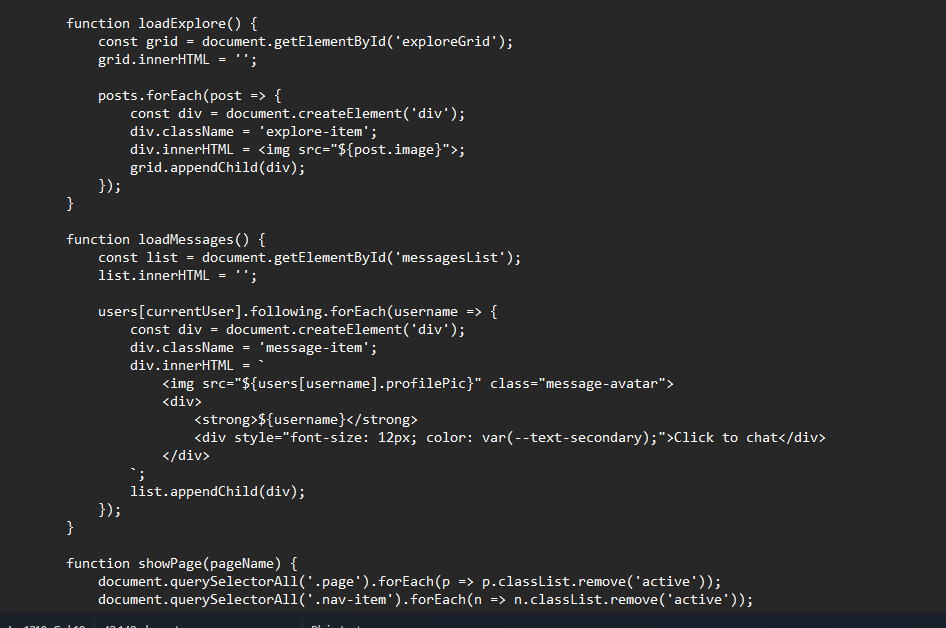 function loadExplore() {
const grid = document.getElementById('exploreGrid');
grid.innerHTML = '';
posts.forEach(post => {
const div = document.createElement('div');
div.className = 'explore-item';
div.innerHTML = <img src="${post.image}">;
grid.appendChild(div);
});
}
function loadMessages() {
const list = document.getElementById('messagesList');
list.innerHTML = '';
users[currentUser].following.forEach(username => {
const div = document.createElement('div');
div.className = 'message-item';
div.innerHTML = `
<img src="${users[username].profilePic}" class="message-avatar">
<div>
<strong>${username}</strong>
<div style="font-size: 12px; color: var(--text-secondary);">Click to chat</div>
</div>
`;
list.appendChild(div);
});
}
function showPage(pageName) {
document.querySelectorAll('.page').forEach(p => p.classList.remove('active'));
document.querySelectorAll('.nav-item').forEach(n => n.classList.remove('active'));